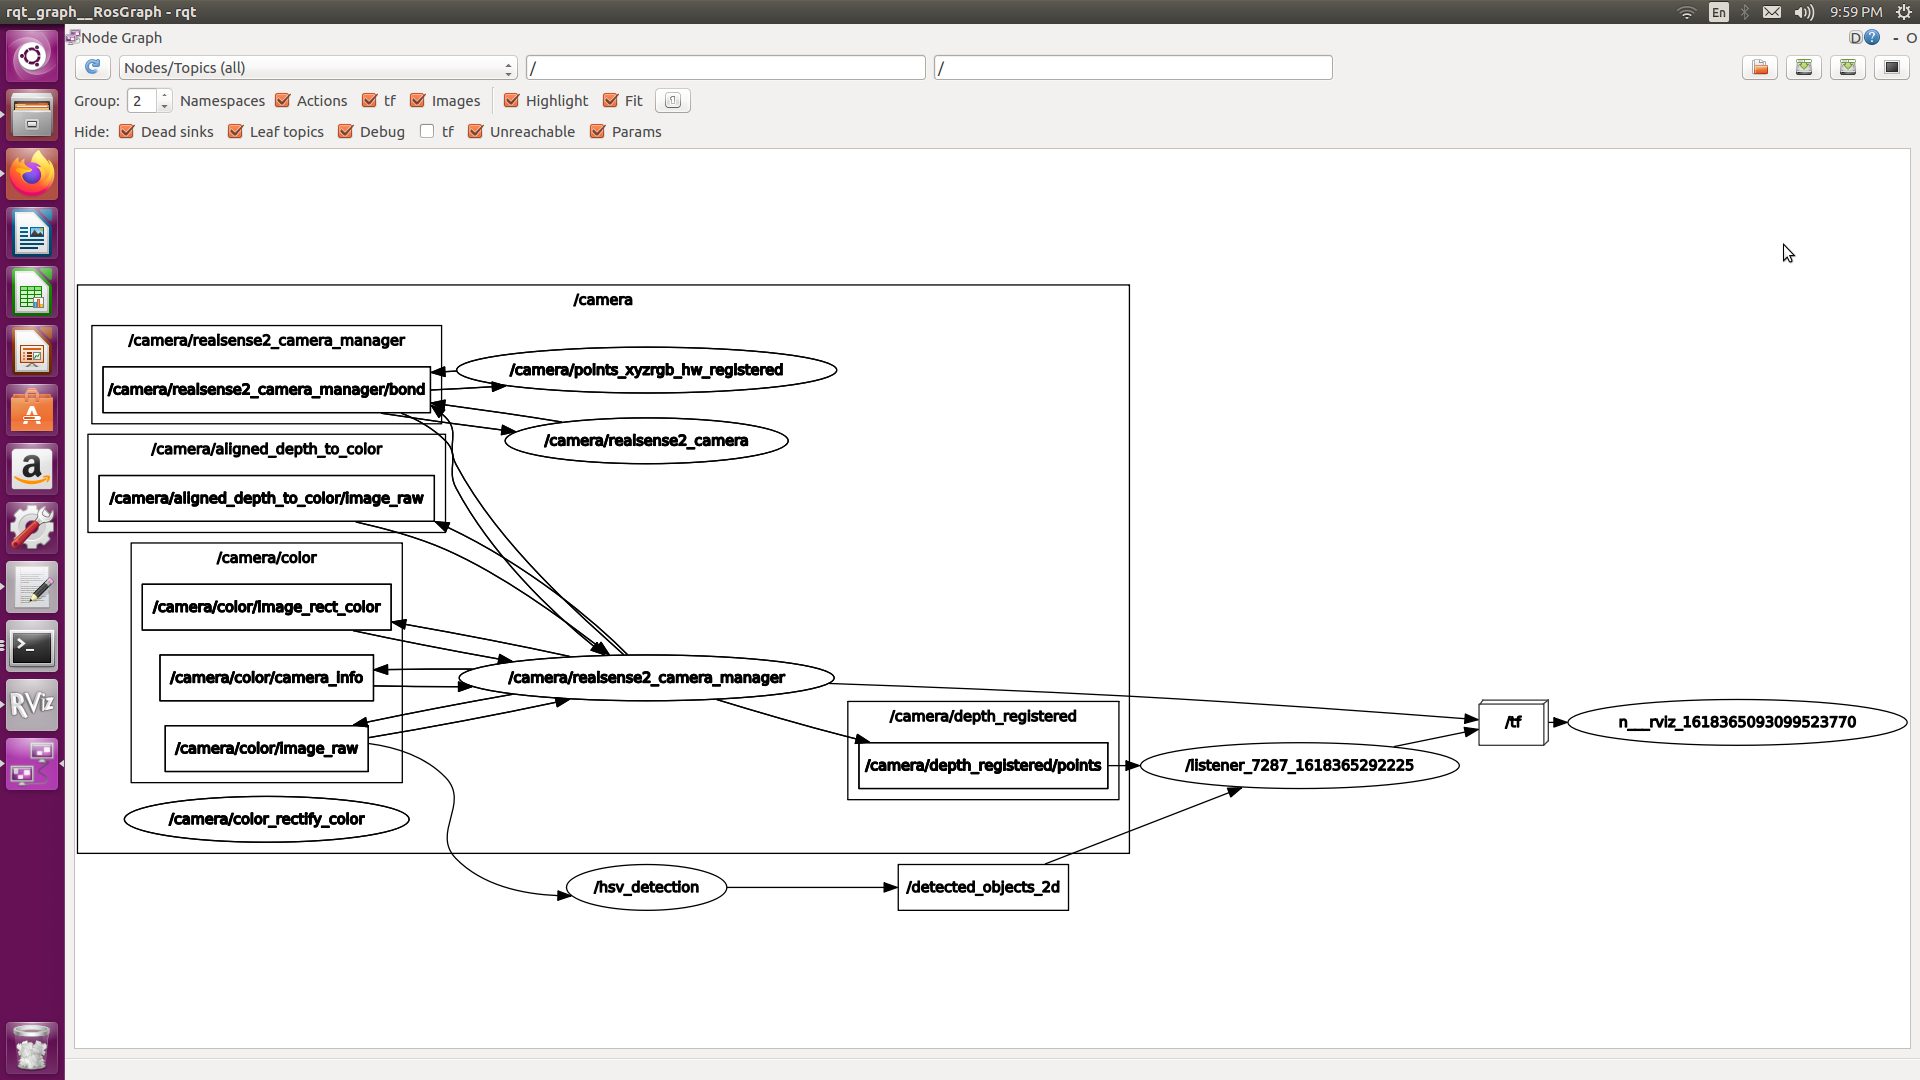 rqt_graph__RosGraph - rqt
En
9:59 PM
Node Graph
D
?
-
O
Nodes/Topics (all)
/
/
Group:
2
Namespaces
Actions
tf
Images
Highlight
Fit
Hide:
Dead sinks
Leaf topics
Debug
tf
Unreachable
Params
/camera
/camera/realsense2_camera_manager
/camera/realsense2_camera_manager/bond
/camera/points_xyzrgb_hw_registered
/camera/realsense2_camera
/camera/aligned_depth_to_color
/camera/aligned_depth_to_color/image_raw
/camera/color
/camera/color/image_rect_color
/camera/color/camera_info
/camera/realsense2_camera_manager
/camera/color/image_raw
/camera/depth_registered
/camera/depth_registered/points
/tf
n___rviz_1618365093099523770
/listener_7287_1618365292225
/camera/color_rectify_color
/hsv_detection
/detected_objects_2d
RViz